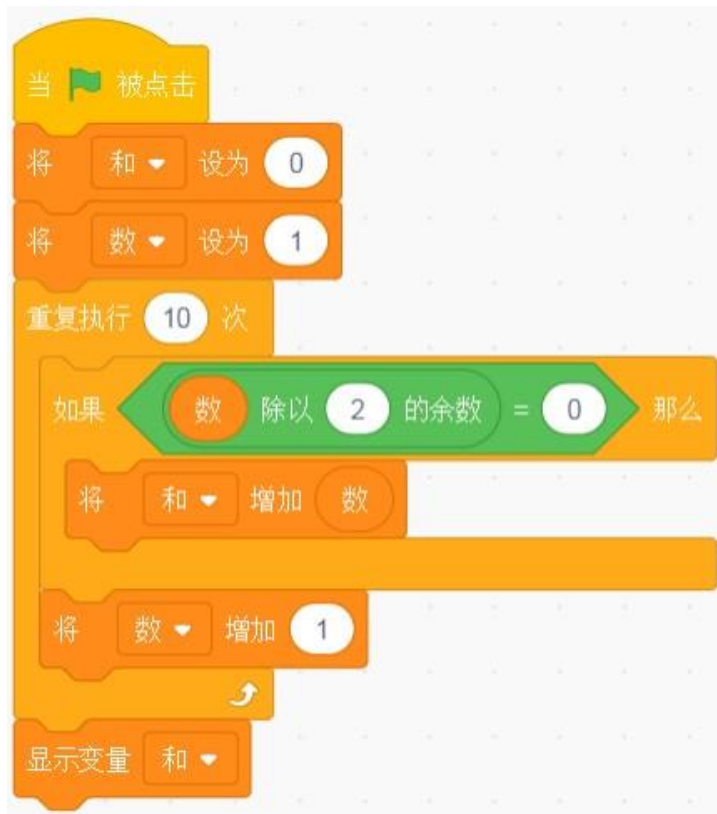 当 被点击
将 和 设为 0
将 数 设为 1
重复执行 10 次
如果 数 除以 2 的余数 = 0 那么
将 和 增加 数
将 数 增加 1
显示变量 和